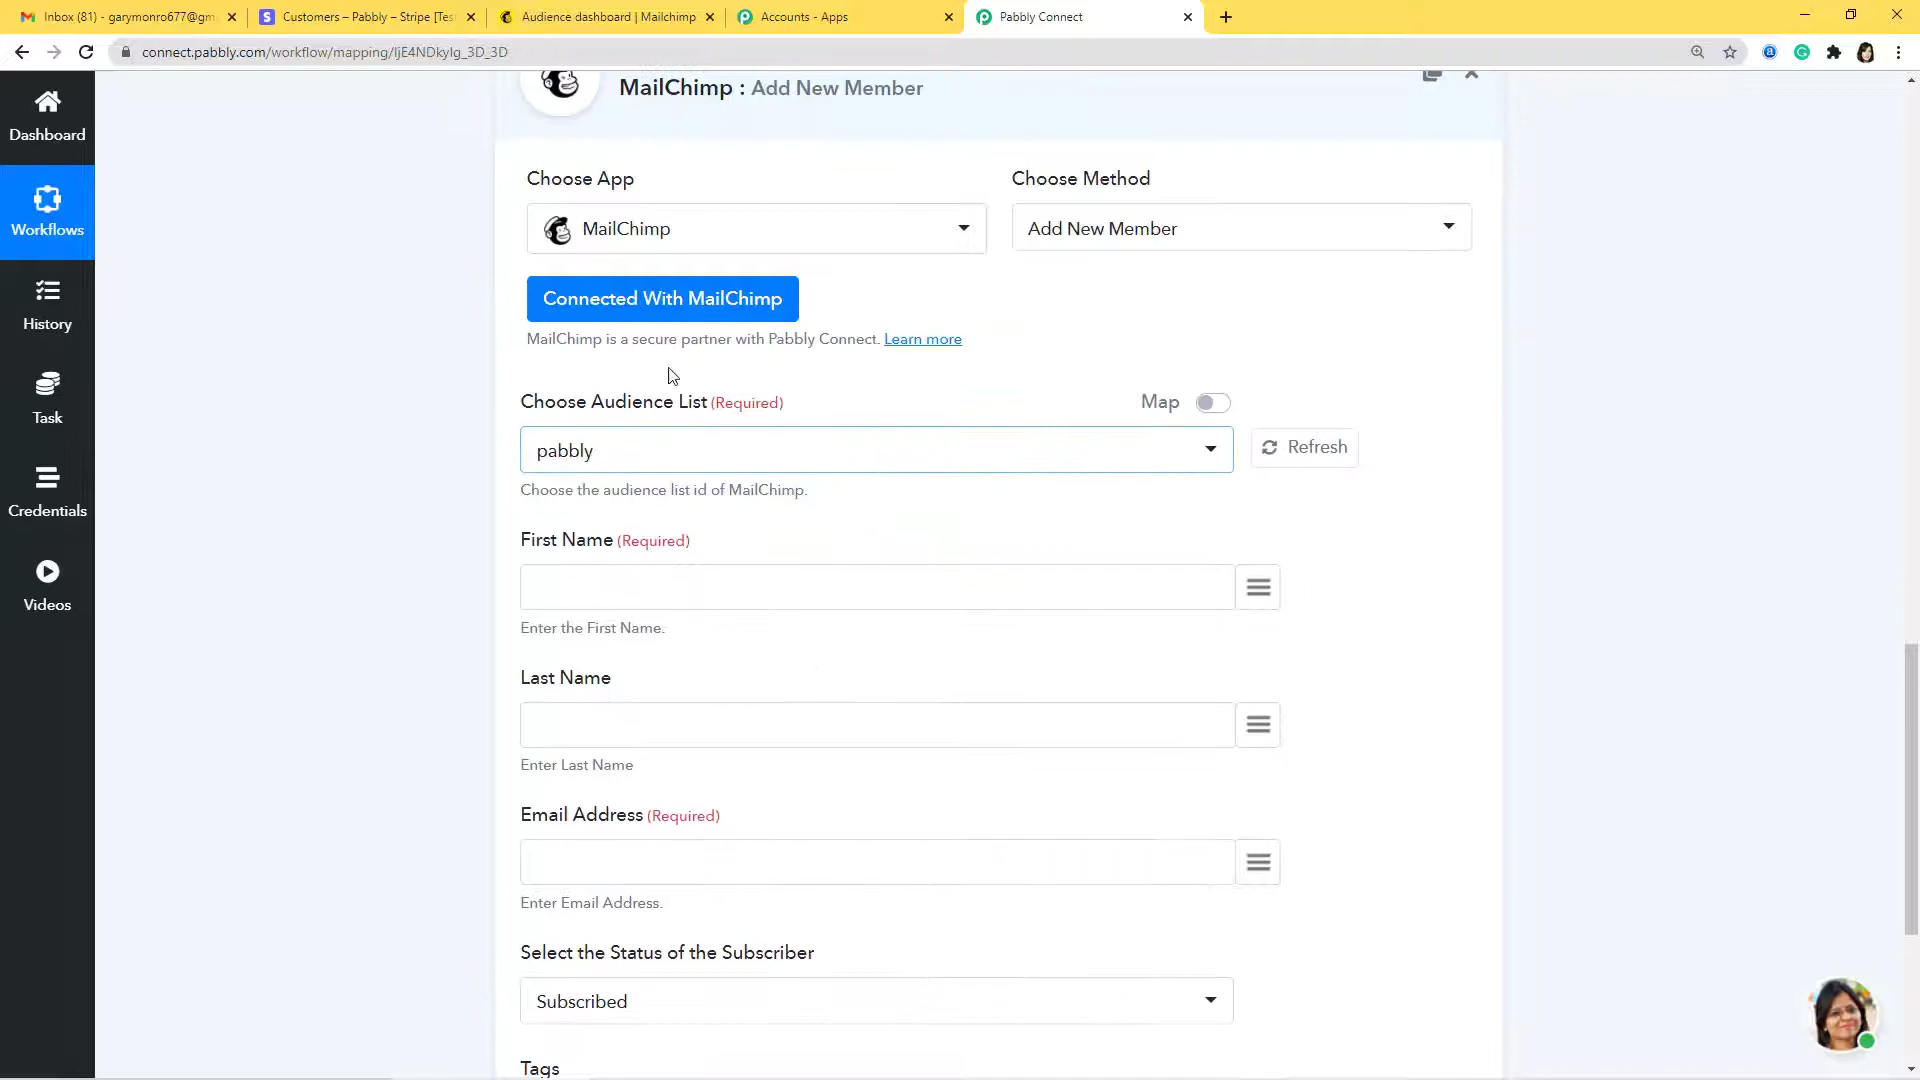 Inbox (81) - garymonro677@gm
Customers – Pabbly – Stripe [Tes
Audience dashboard | Mailchimp
Accounts - Apps
Pabbly Connect
connect.pabbly.com/workflow/mapping/IjE4NDkyIg_3D_3D
Dashboard
Workflows
History
Task
Credentials
Videos
MailChimp : Add New Member
Choose App
Choose Method
MailChimp
Add New Member
Connected With MailChimp
MailChimp is a secure partner with Pabbly Connect. Learn more
Choose Audience List (Required)
Map
pabbly
Refresh
Choose the audience list id of MailChimp.
First Name (Required)
Enter the First Name.
Last Name
Enter Last Name
Email Address (Required)
Enter Email Address.
Select the Status of the Subscriber
Subscribed
Tags